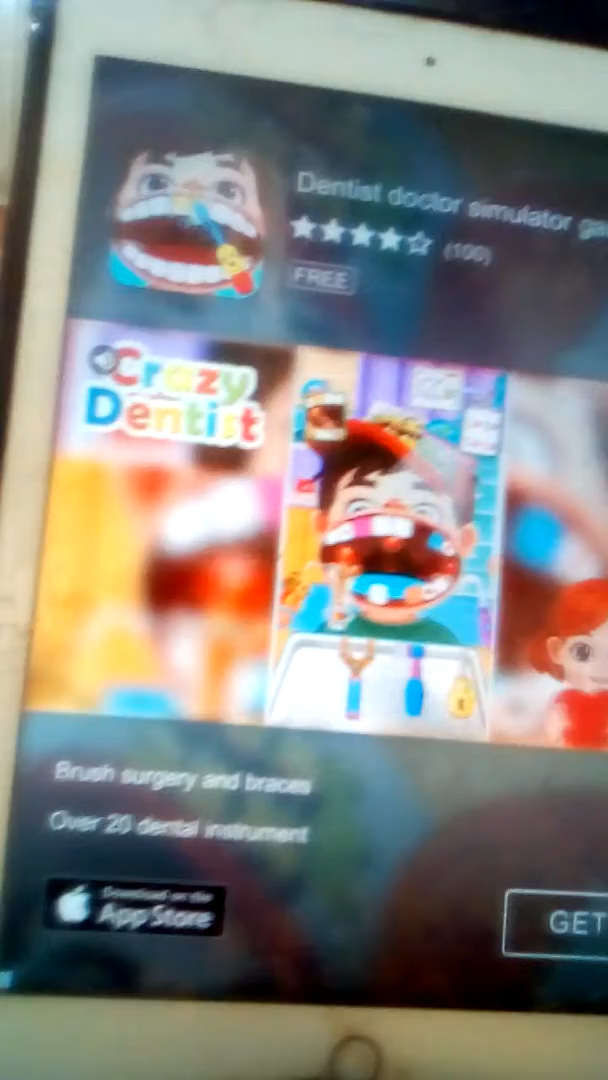 Dentist doctor simulator
(100)
FREE
Crazy
Dentist
Brush surgery and braces
Over 20 dental instrument
Download on the
App Store
GET